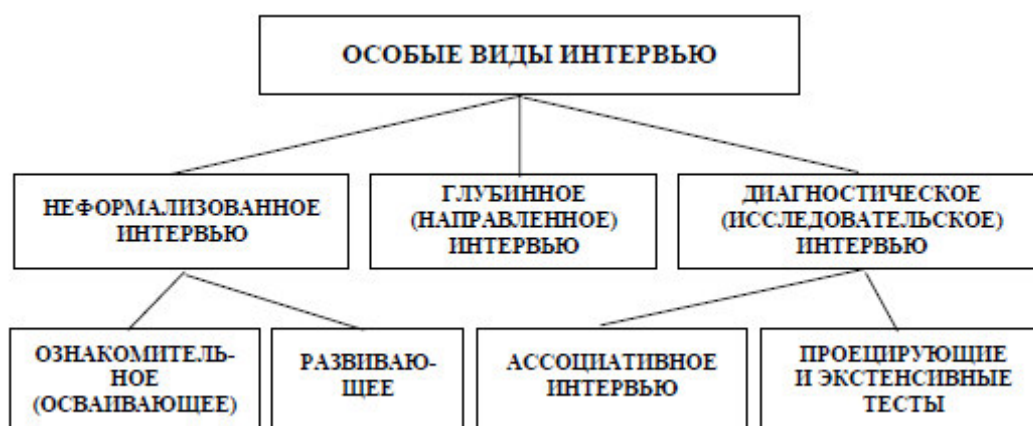 ОСОБЫЕ ВИДЫ ИНТЕРВЬЮ
НЕФОРМАЛИЗОВАННОЕ
ИНТЕРВЬЮ
ГЛУБИННОЕ
(НАПРАВЛЕННОЕ)
ИНТЕРВЬЮ
ДИАГНОСТИЧЕСКОЕ
(ИССЛЕДОВАТЕЛЬСКОЕ)
ИНТЕРВЬЮ
ОЗНАКОМИТЕЛЬ-
НОЕ
(ОСВАИВАЮЩЕЕ)
РАЗВИВАЮ-
ЩЕЕ
АССОЦИАТИВНОЕ
ИНТЕРВЬЮ
ПРОЕЦИРУЮЩИЕ
И ЭКСТЕНСИВНЫЕ
ТЕСТЫ